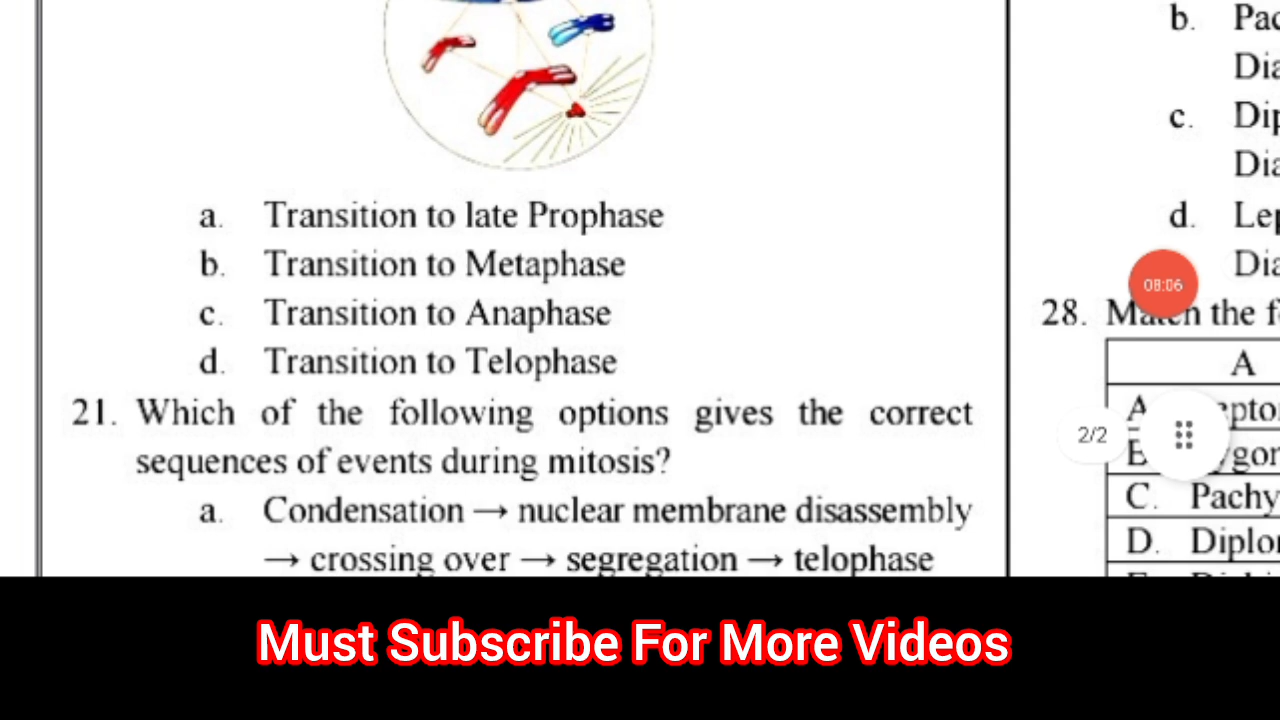 a. Transition to late Prophase
b. Transition to Metaphase
c. Transition to Anaphase
d. Transition to Telophase
21. Which of the following options gives the correct
sequences of events during mitosis?
a. Condensation → nuclear membrane disassembly
→ crossing over → segregation → telophase
b.
c.
d.
08:06
28. the
A
2/2
C.
D.
Must Subscribe For More Videos